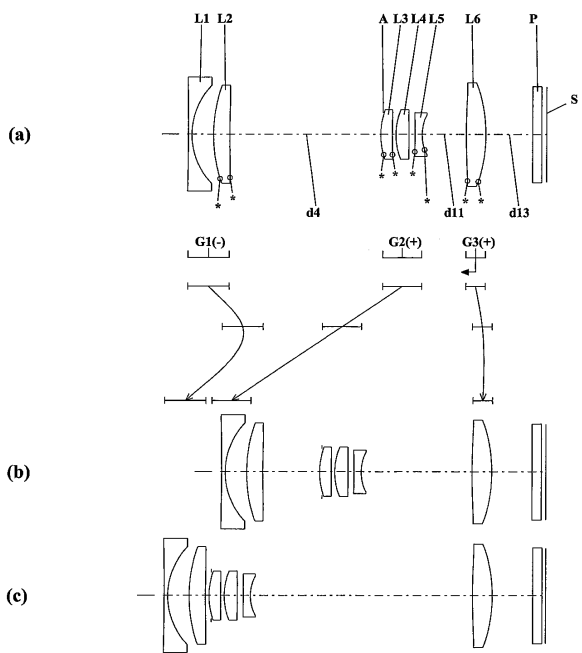 L1 L2 A L3 L4 L5 L6 P
S
(a)
* * * * * * * *
d4 d11 d13
G1(-) G2(+) G3(+)
(b)
(c)